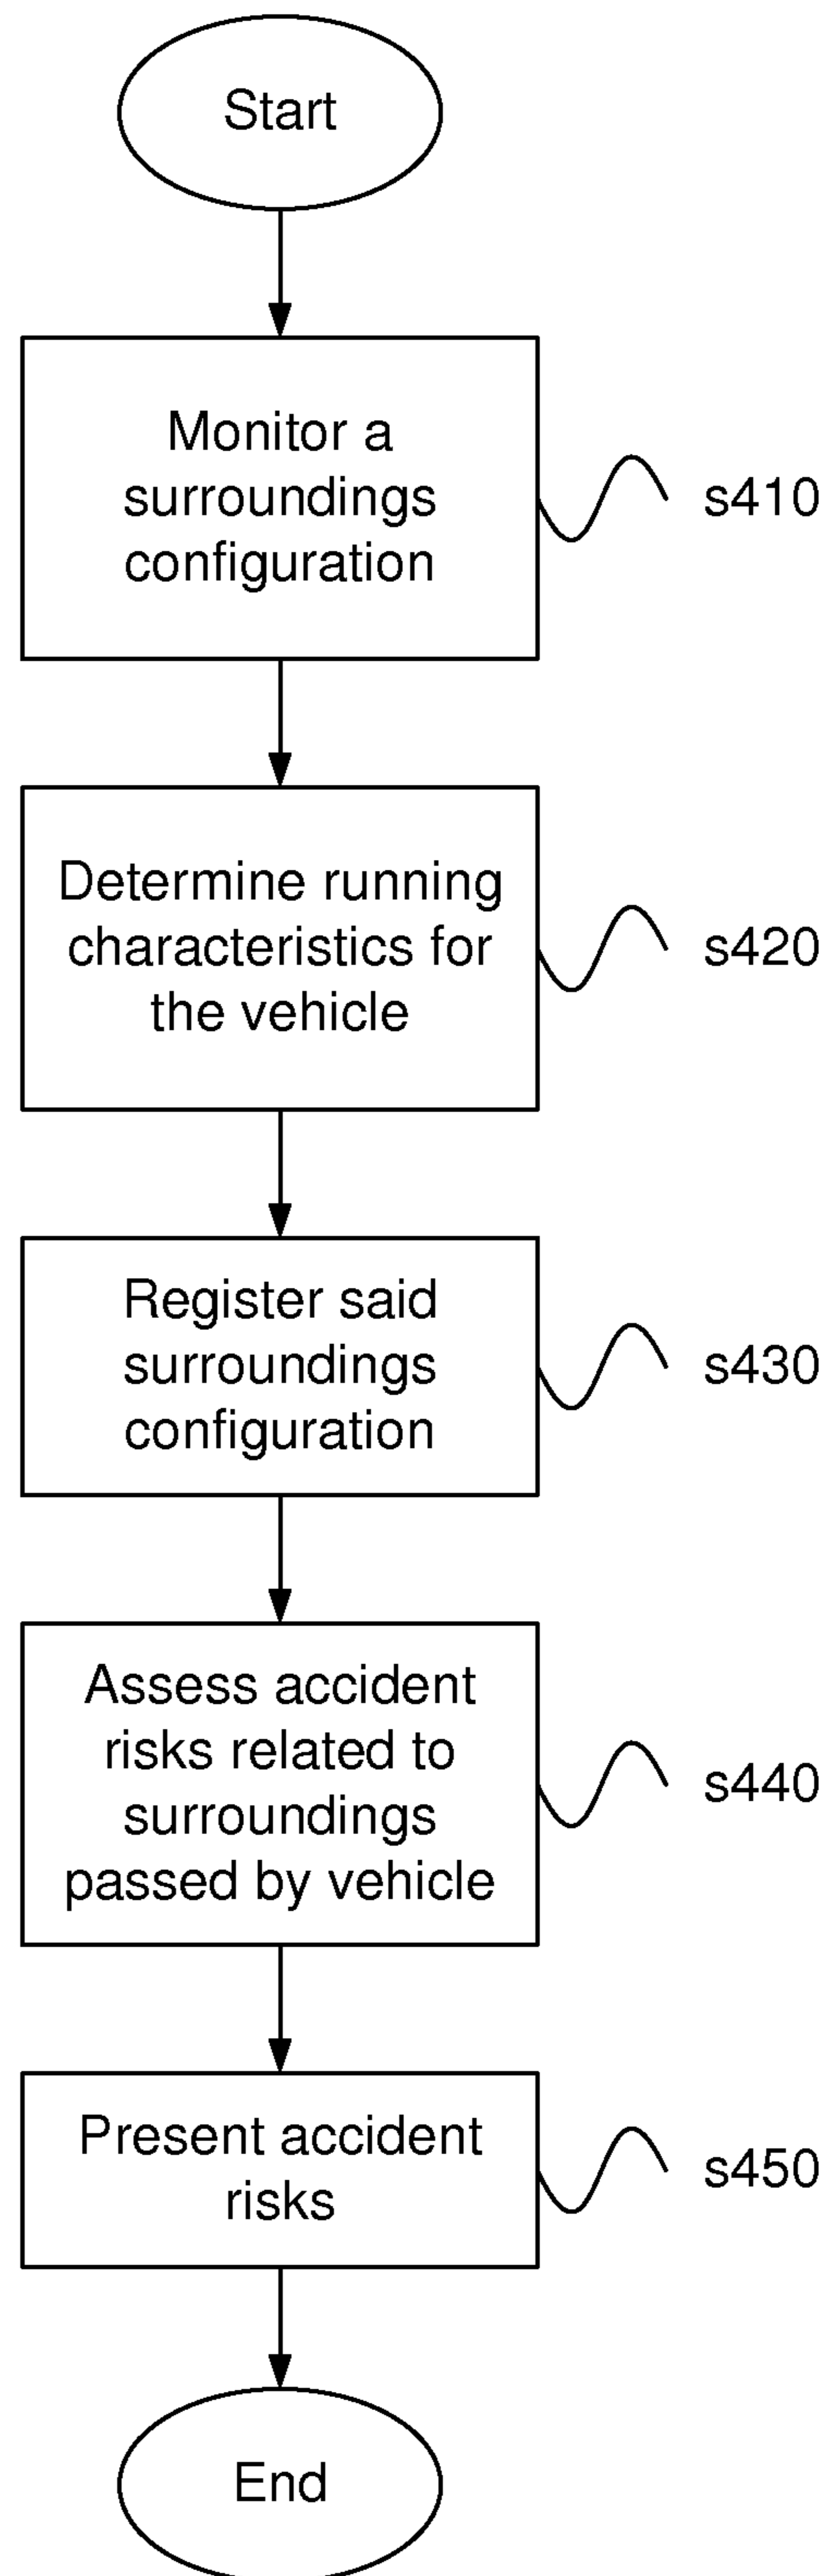 Start
Monitor a
surroundings
configuration
s410
Determine running
characteristics for
the vehicle
s420
Register said
surroundings
configuration
s430
Assess accident
risks related to
surroundings
passed by vehicle
s440
Present accident
risks
s450
End